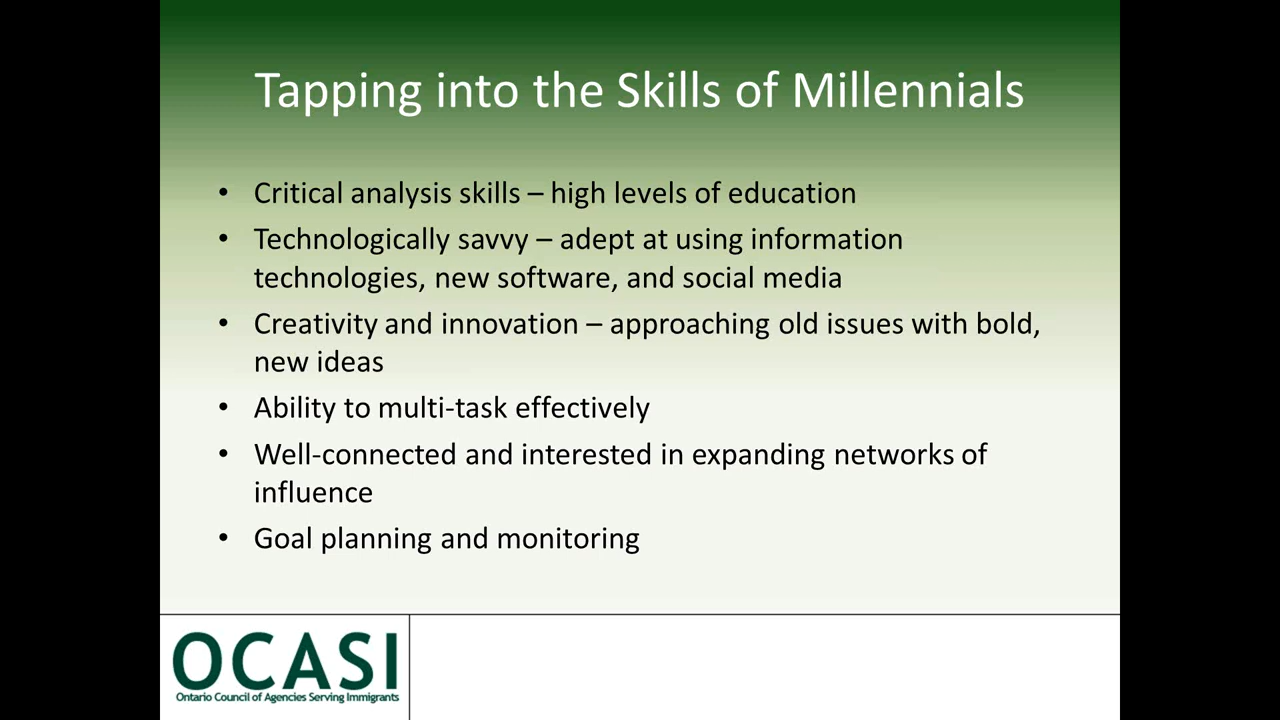 Tapping into the Skills of Millennials
• Critical analysis skills – high levels of education
• Technologically savvy – adept at using information
technologies, new software, and social media
• Creativity and innovation – approaching old issues with bold,
new ideas
• Ability to multi-task effectively
• Well-connected and interested in expanding networks of
influence
• Goal planning and monitoring
OCASI
Ontario Council of Agencies Serving Immigrants